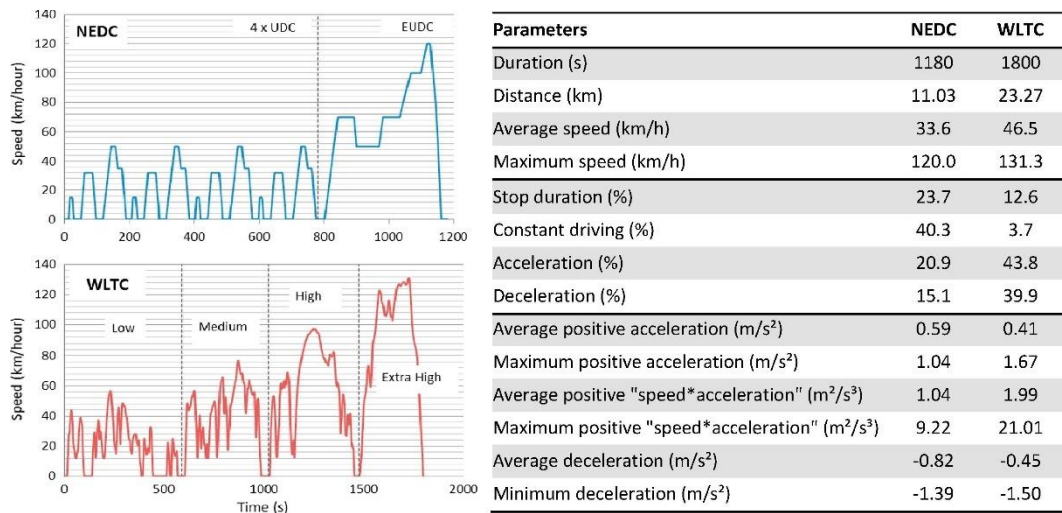 NEDC
4 x UDC
EUDC
Speed (km/hour)
140
120
100
80
60
40
20
0
0 200 400 600 800 1000 1200
WLTC
Low
Medium
High
Extra High
Speed (km/hour)
140
120
100
80
60
40
20
0
0 500 1000 1500 2000
Time (s)
Parameters NEDC WLTC
Duration (s) 1180 1800
Distance (km) 11.03 23.27
Average speed (km/h) 33.6 46.5
Maximum speed (km/h) 120.0 131.3
Stop duration (%) 23.7 12.6
Constant driving (%) 40.3 3.7
Acceleration (%) 20.9 43.8
Deceleration (%) 15.1 39.9
Average positive acceleration (m/s²) 0.59 0.41
Maximum positive acceleration (m/s²) 1.04 1.67
Average positive "speed*acceleration" (m²/s³) 1.04 1.99
Maximum positive "speed*acceleration" (m²/s³) 9.22 21.01
Average deceleration (m/s²) -0.82 -0.45
Minimum deceleration (m/s²) -1.39 -1.50